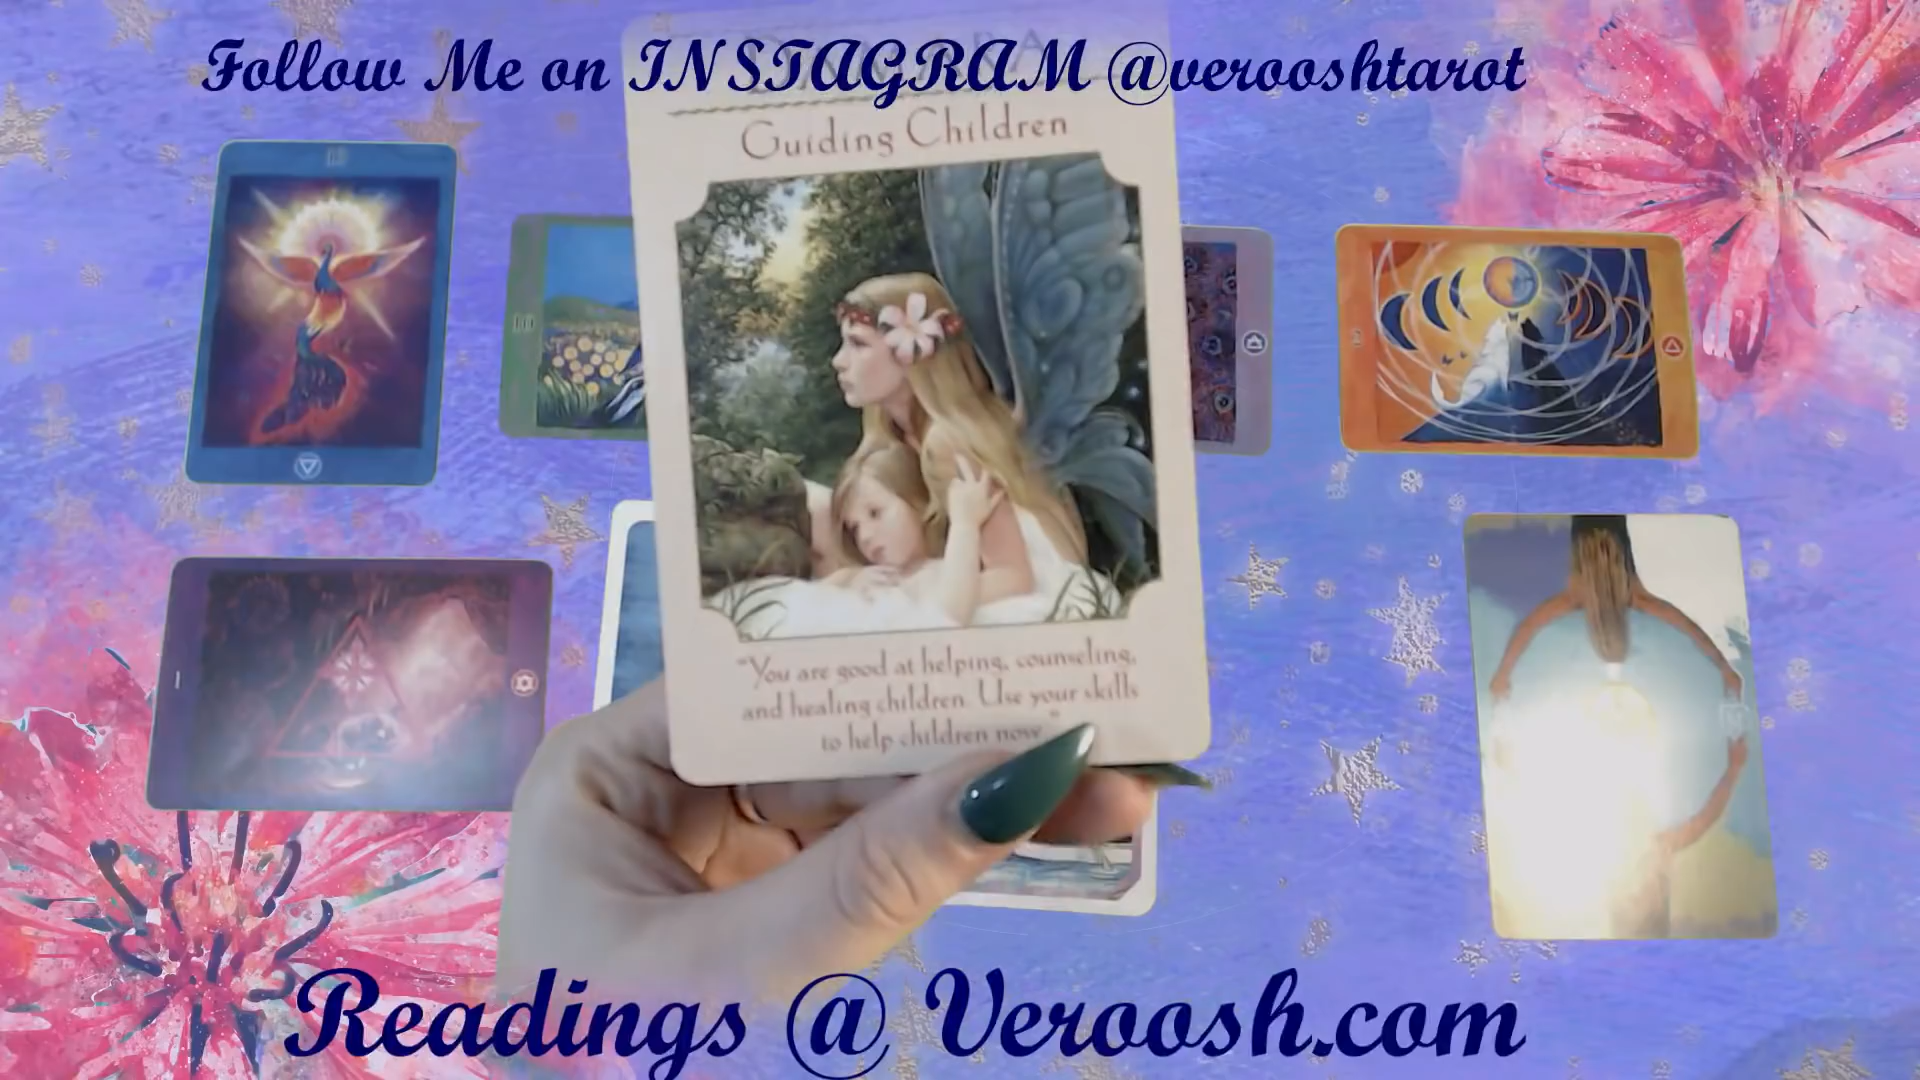 Follow Me on INSTAGRAM @verooshtarot
Guiding Children
"You are good at helping, counseling,
and healing children. Use your skills
to help children now."
Readings @ Veroosh.com